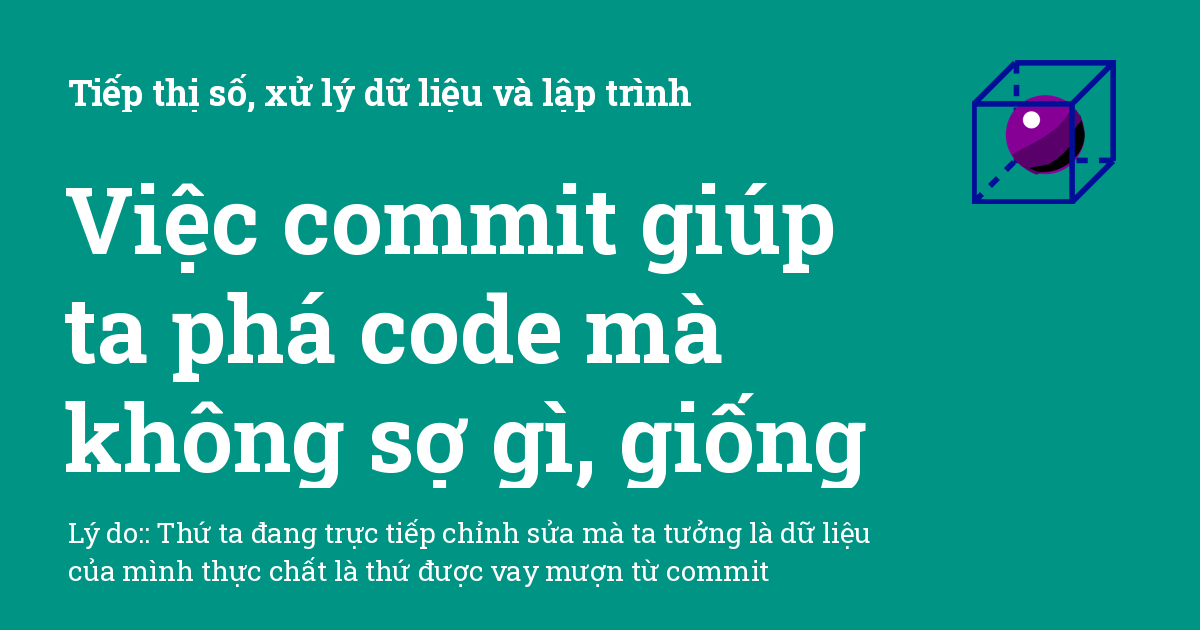 Tiếp thị số, xử lý dữ liệu và lập trình
Việc commit giúp
ta phá code mà
không sợ gì, giống
Lý do:: Thứ ta đang trực tiếp chỉnh sửa mà ta tưởng là dữ liệu
của mình thực chất là thứ được vay mượn từ commit